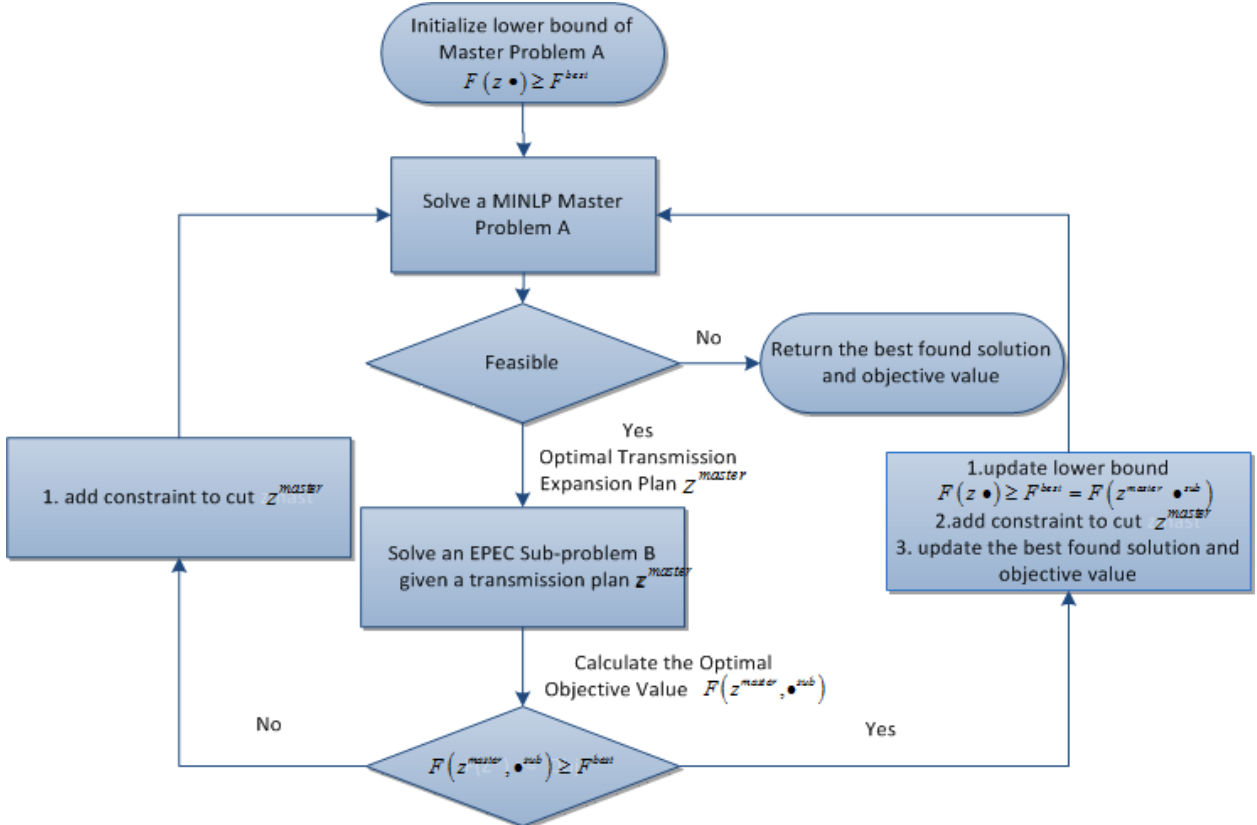 Initialize lower bound of
Master Problem A
F(z •) ≥ F^best
Solve a MINLP Master
Problem A
Feasible
No
Return the best found solution
and objective value
Yes
Optimal Transmission
Expansion Plan z^master
1. add constraint to cut z^master
Solve an EPEC Sub-problem B
given a transmission plan z^master
1.update lower bound
F(z •) ≥ F^best = F(z^master •^sub)
2.add constraint to cut z^master
3. update the best found solution and
objective value
Calculate the Optimal
Objective Value F(z^master, •^sub)
No
Yes
F(z^master, •^sub) ≥ F^best